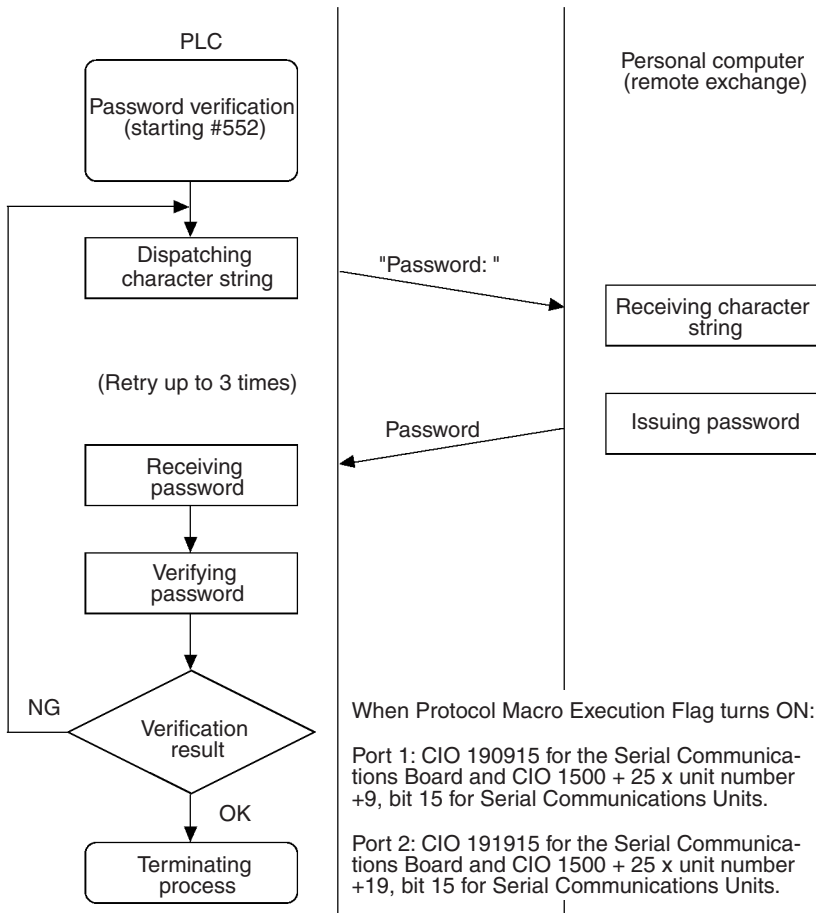 PLC
Personal computer
(remote exchange)
Password verification
(starting #552)
Dispatching
character string
"Password: "
Receiving character
string
(Retry up to 3 times)
Issuing password
Password
Receiving
password
Verifying
password
NG
Verification
result
OK
Terminating
process
When Protocol Macro Execution Flag turns ON:
Port 1: CIO 190915 for the Serial Communica-
tions Board and CIO 1500 + 25 x unit number
+9, bit 15 for Serial Communications Units.
Port 2: CIO 191915 for the Serial Communica-
tions Board and CIO 1500 + 25 x unit number
+19, bit 15 for Serial Communications Units.